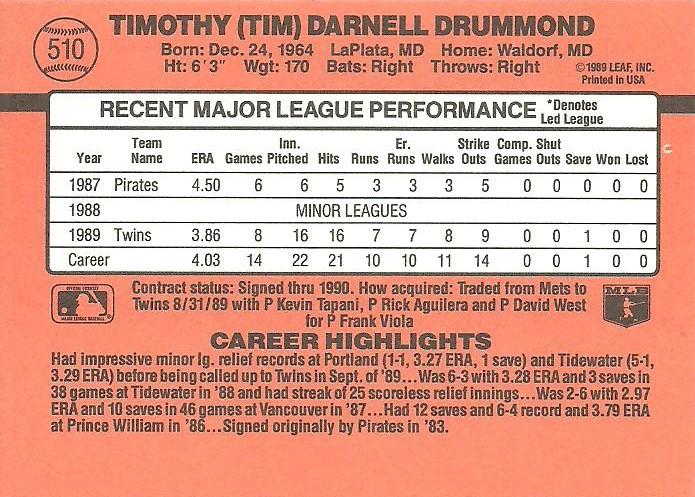 510
TIMOTHY (TIM) DARNELL DRUMMOND
Born: Dec. 24, 1964 LaPlata, MD Home: Waldorf, MD
Ht: 6'3" Wgt: 170 Bats: Right Throws: Right
©1989 LEAF, INC.
Printed in USA
RECENT MAJOR LEAGUE PERFORMANCE *Denotes Led League
Year Team Name ERA Games Inn. Pitched Hits Runs Er. Runs Walks Strike Outs Comp. Games Shut Outs Save Won Lost
1987 Pirates 4.50 6 6 5 3 3 3 5 0 0 0 0 0
1988 MINOR LEAGUES
1989 Twins 3.86 8 16 16 7 7 8 9 0 0 1 0 0
Career 4.03 14 22 21 10 10 11 14 0 0 1 0 0
Contract status: Signed thru 1990. How acquired: Traded from Mets to
Twins 8/31/89 with P Kevin Tapani, P Rick Aguilera and P David West
for P Frank Viola
MLB
MAJOR LEAGUE BASEBALL
CAREER HIGHLIGHTS
Had impressive minor lg. relief records at Portland (1-1, 3.27 ERA, 1 save) and Tidewater (5-1,
3.29 ERA) before being called up to Twins in Sept. of '89...Was 6-3 with 3.28 ERA and 3 saves in
38 games at Tidewater in '88 and had streak of 25 scoreless relief innings...Was 2-6 with 2.97
ERA and 10 saves in 46 games at Vancouver in '87...Had 12 saves and 6-4 record and 3.79 ERA
at Prince William in '86...Signed originally by Pirates in '83.